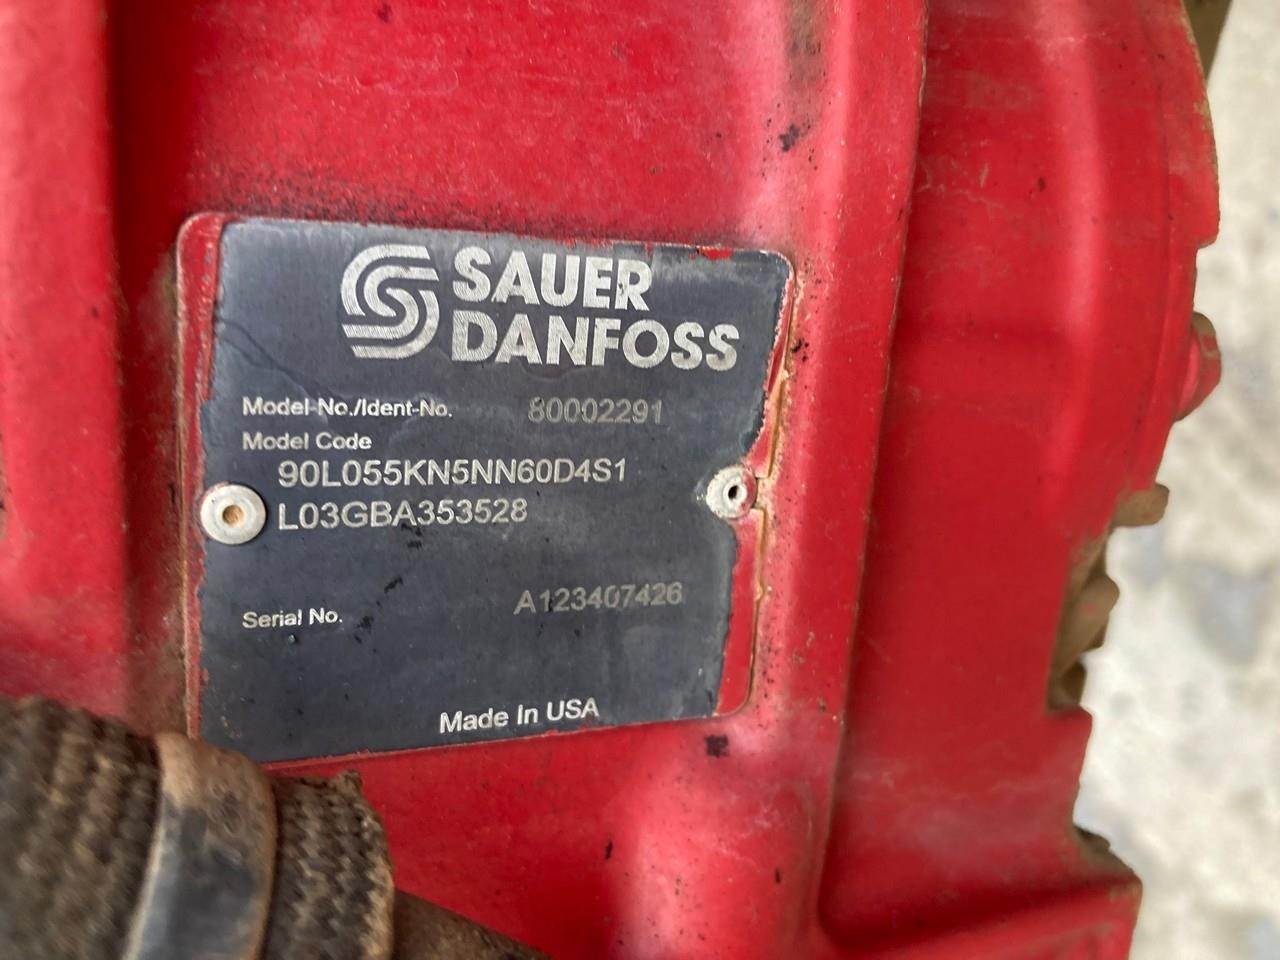 SAUER
DANFOSS
Model-No./Ident-No. 80002291
Model Code
90L055KN5NN60D4S1
L03GBA353528
Serial No. A123407426
Made In USA